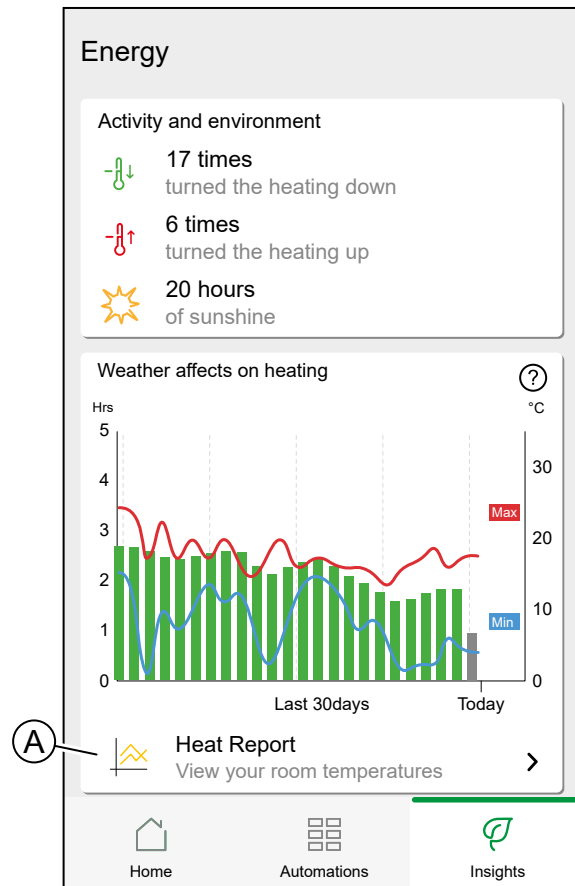 Energy
Activity and environment
17 times
turned the heating down
6 times
turned the heating up
20 hours
of sunshine
Weather affects on heating
?
Hrs
°C
5
4
3
2
1
0
30
20
10
0
Max
Min
Last 30days
Today
A
Heat Report
View your room temperatures
Home
Automations
Insights